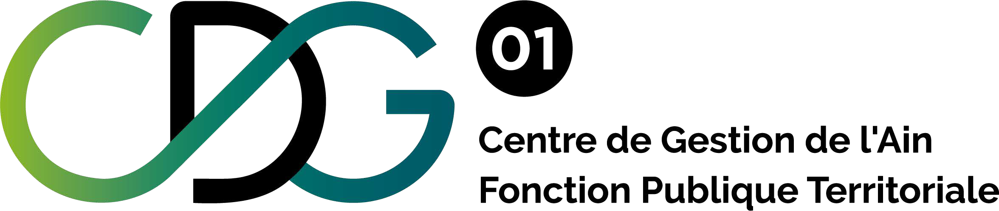 CDG 01
Centre de Gestion de l'Ain
Fonction Publique Territoriale